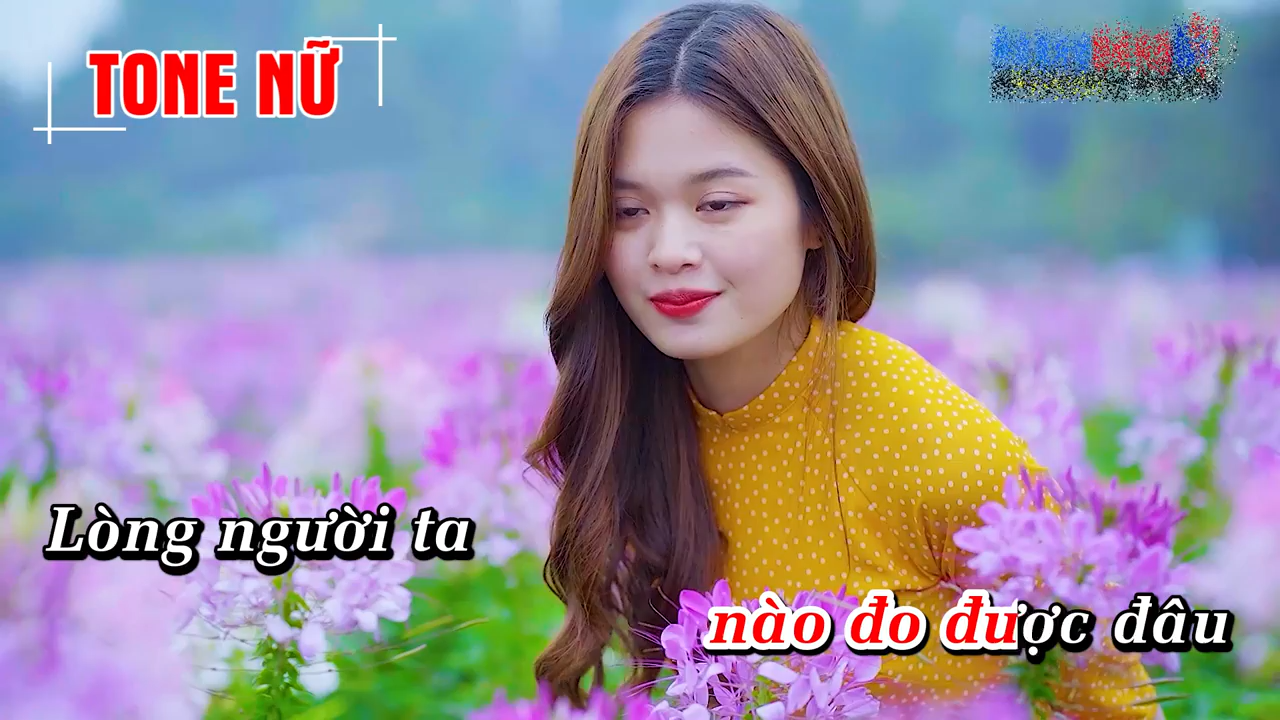 TONE NỮ
Lòng người ta
nào đo được đâu